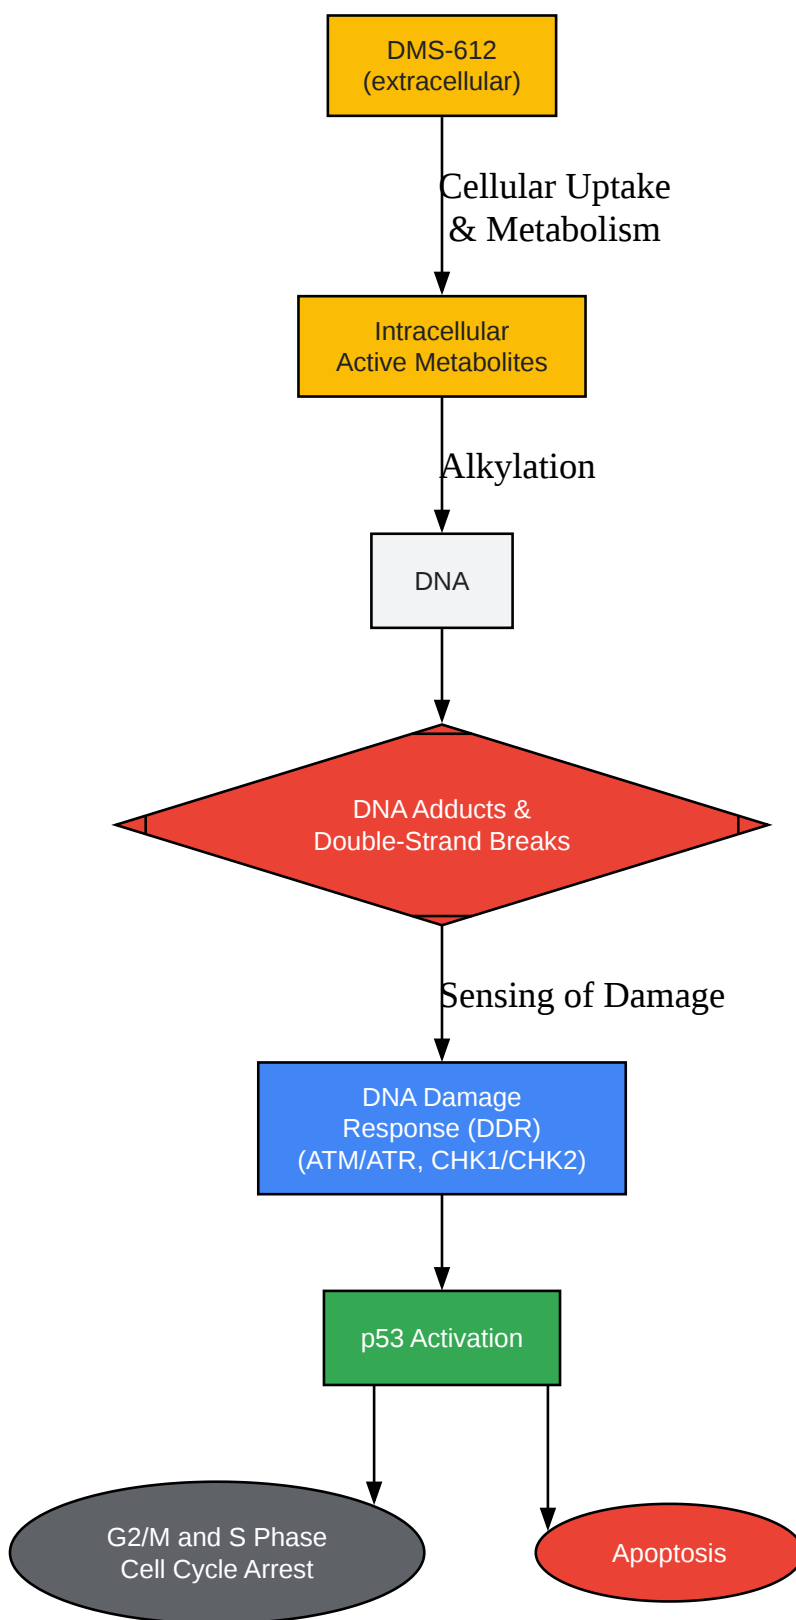 DMS-612
(extracellular)
Cellular Uptake
& Metabolism
Intracellular
Active Metabolites
Alkylation
DNA
DNA Adducts &
Double-Strand Breaks
Sensing of Damage
DNA Damage
Response (DDR)
(ATM/ATR, CHK1/CHK2)
p53 Activation
G2/M and S Phase
Cell Cycle Arrest
Apoptosis